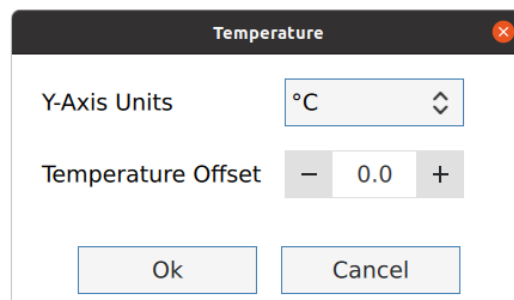 Temperature
Y-Axis Units °C
Temperature Offset − 0.0 +
Ok Cancel